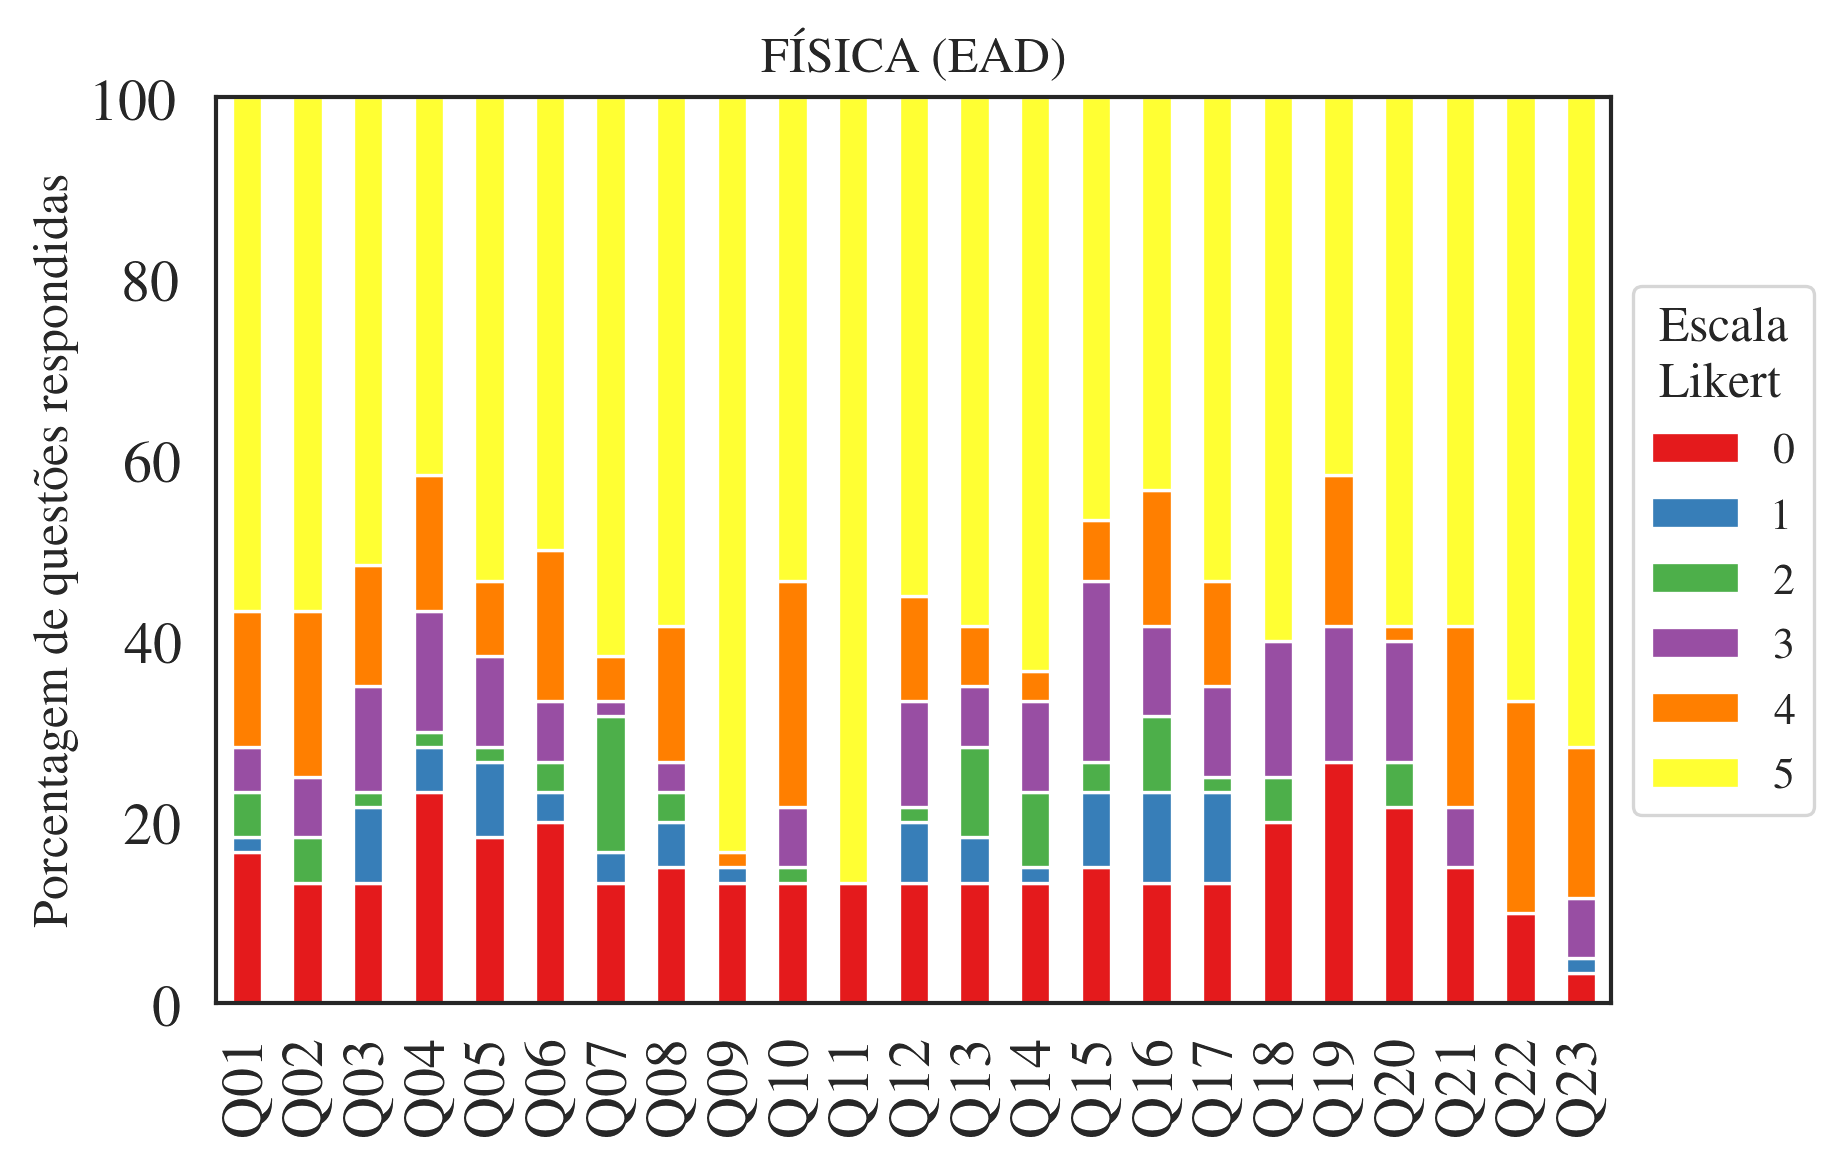 FÍSICA (EAD)
Porcentagem de questões respondidas
100
80
60
40
20
0
Q01
Q02
Q03
Q04
Q05
Q06
Q07
Q08
Q09
Q10
Q11
Q12
Q13
Q14
Q15
Q16
Q17
Q18
Q19
Q20
Q21
Q22
Q23
Escala
Likert
0
1
2
3
4
5